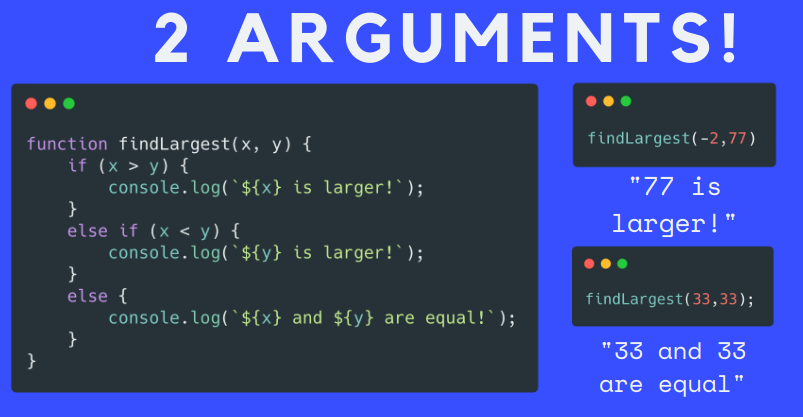 2 ARGUMENTS!
function findLargest(x, y) {
    if (x > y) {
        console.log(`${x} is larger!`);
    }
    else if (x < y) {
        console.log(`${y} is larger!`);
    }
    else {
        console.log(`${x} and ${y} are equal!`);
    }
}
findLargest(-2,77)
"77 is
larger!"
findLargest(33,33);
"33 and 33
are equal"